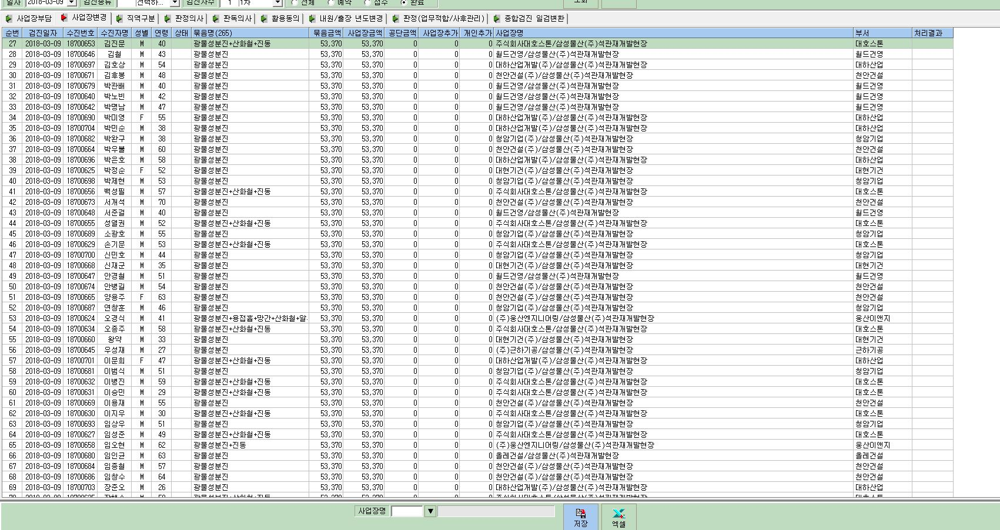 일자 2018-03-09 검진종류 선택하... 검진차수 1 1차 전체 예약 접수 완료 조회
사업장부담 사업장변경 직역구분 판정의사 판독의사 활용동의 내원/출장 년도변경 판정(업무적합/사후관리) 종합검진 일검변환
순번 검진일자 수진번호 수진자명 성별 연령 상태 묶음명(265) 묶음금액 사업장금액 공단금액 사업장추가 개인추가 사업장명 부서 처리결과
27 2018-03-09 18700653 김진문 M 40 광물성분진+산화철+진동 53,370 53,370 0 0 0 주식회사대호스톤/삼성물산(주)석관재개발현장 대호스톤
28 2018-03-09 18700646 김철 M 43 광물성분진 53,370 53,370 0 0 0 월드건영/삼성물산(주)석관재개발현장 월드건영
29 2018-03-09 18700697 김호상 M 54 광물성분진 53,370 53,370 0 0 0 대하산업개발(주)/삼성물산(주)석관재개발현장 대하산업
30 2018-03-09 18700671 김후봉 M 48 광물성분진 53,370 53,370 0 0 0 천안건설(주)/삼성물산(주)석관재개발현장 천안건설
31 2018-03-09 18700679 박관배 M 40 광물성분진 53,370 53,370 0 0 0 월드건영/삼성물산(주)석관재개발현장 월드건영
32 2018-03-09 18700640 박노빈 M 42 광물성분진 53,370 53,370 0 0 0 월드건영/삼성물산(주)석관재개발현장 월드건영
33 2018-03-09 18700642 박명남 M 47 광물성분진 53,370 53,370 0 0 0 월드건영/삼성물산(주)석관재개발현장 월드건영
34 2018-03-09 18700690 박미영 F 55 광물성분진 53,370 53,370 0 0 0 대하산업개발(주)/삼성물산(주)석관재개발현장 대하산업
35 2018-03-09 18700704 박민순 M 38 광물성분진 53,370 53,370 0 0 0 대하산업개발(주)/삼성물산(주)석관재개발현장 대하산업
36 2018-03-09 18700682 박완구 M 38 광물성분진 53,370 53,370 0 0 0 청암기업(주)/삼성물산(주)석관재개발현장 청암기업
37 2018-03-09 18700664 박우불 M 60 광물성분진 53,370 53,370 0 0 0 천안건설(주)/삼성물산(주)석관재개발현장 천안건설
38 2018-03-09 18700696 박은호 M 58 광물성분진 53,370 53,370 0 0 0 대하산업개발(주)/삼성물산(주)석관재개발현장 대하산업
39 2018-03-09 18700625 박정순 F 52 광물성분진 53,370 53,370 0 0 0 대현기건(주)/삼성물산(주)석관재개발현장 대현기건
40 2018-03-09 18700698 박제현 M 53 광물성분진 53,370 53,370 0 0 0 청암기업(주)/삼성물산(주)석관재개발현장 청암기업
41 2018-03-09 18700656 백성필 M 57 광물성분진+산화철+진동 53,370 53,370 0 0 0 주식회사대호스톤/삼성물산(주)석관재개발현장 대호스톤
42 2018-03-09 18700673 서개석 M 70 광물성분진 53,370 53,370 0 0 0 천안건설(주)/삼성물산(주)석관재개발현장 천안건설
43 2018-03-09 18700648 서준걸 M 40 광물성분진 53,370 53,370 0 0 0 월드건영/삼성물산(주)석관재개발현장 월드건영
44 2018-03-09 18700655 성열권 M 52 광물성분진+산화철+진동 53,370 53,370 0 0 0 주식회사대호스톤/삼성물산(주)석관재개발현장 대호스톤
45 2018-03-09 18700689 소광호 M 55 광물성분진 53,370 53,370 0 0 0 청암기업(주)/삼성물산(주)석관재개발현장 청암기업
46 2018-03-09 18700629 손기문 M 53 광물성분진+산화철+진동 53,370 53,370 0 0 0 주식회사대호스톤/삼성물산(주)석관재개발현장 대호스톤
47 2018-03-09 18700700 신민호 M 44 광물성분진 53,370 53,370 0 0 0 청암기업(주)/삼성물산(주)석관재개발현장 청암기업
48 2018-03-09 18700668 신재군 M 35 광물성분진 53,370 53,370 0 0 0 대현기건(주)/삼성물산(주)석관재개발현장 대현기건
49 2018-03-09 18700647 안경철 M 51 광물성분진 53,370 53,370 0 0 0 월드건영/삼성물산(주)석관재개발현장 월드건영
50 2018-03-09 18700674 안병길 M 54 광물성분진 53,370 53,370 0 0 0 천안건설(주)/삼성물산(주)석관재개발현장 천안건설
51 2018-03-09 18700665 양용주 F 63 광물성분진 53,370 53,370 0 0 0 천안건설(주)/삼성물산(주)석관재개발현장 천안건설
52 2018-03-09 18700687 연창훈 M 46 광물성분진 53,370 53,370 0 0 0 청암기업(주)/삼성물산(주)석관재개발현장 청암기업
53 2018-03-09 18700624 오경식 M 41 광물성분진+용접흄+망간+산화철+알 53,370 53,370 0 0 0 (주)웅산엔지니어링/삼성물산(주)석관재개발현장 웅산이앤지
54 2018-03-09 18700634 오종주 M 58 광물성분진+산화철+진동 53,370 53,370 0 0 0 주식회사대호스톤/삼성물산(주)석관재개발현장 대호스톤
55 2018-03-09 18700660 왕약 M 33 광물성분진 53,370 53,370 0 0 0 대현기건(주)/삼성물산(주)석관재개발현장 대현기건
56 2018-03-09 18700645 우성재 M 27 광물성분진 53,370 53,370 0 0 0 (주)근하기공/삼성물산(주)석관재개발현장 근하기공
57 2018-03-09 18700701 이문희 F 47 광물성분진+산화철+진동 53,370 53,370 0 0 0 대하산업개발(주)/삼성물산(주)석관재개발현장 대하산업
58 2018-03-09 18700681 이범식 M 51 광물성분진 53,370 53,370 0 0 0 청암기업(주)/삼성물산(주)석관재개발현장 청암기업
59 2018-03-09 18700632 이병진 M 59 광물성분진+산화철+진동 53,370 53,370 0 0 0 주식회사대호스톤/삼성물산(주)석관재개발현장 대호스톤
60 2018-03-09 18700631 이승민 M 29 광물성분진+산화철+진동 53,370 53,370 0 0 0 주식회사대호스톤/삼성물산(주)석관재개발현장 대호스톤
61 2018-03-09 18700669 이용재 M 55 광물성분진 53,370 53,370 0 0 0 천안건설(주)/삼성물산(주)석관재개발현장 천안건설
62 2018-03-09 18700630 이지우 M 30 광물성분진+산화철+진동 53,370 53,370 0 0 0 주식회사대호스톤/삼성물산(주)석관재개발현장 대호스톤
63 2018-03-09 18700693 임상우 M 51 광물성분진 53,370 53,370 0 0 0 청암기업(주)/삼성물산(주)석관재개발현장 청암기업
64 2018-03-09 18700627 임성준 M 49 광물성분진+산화철+진동 53,370 53,370 0 0 0 주식회사대호스톤/삼성물산(주)석관재개발현장 대호스톤
65 2018-03-09 18700658 임오현 M 62 광물성분진+진동 53,370 53,370 0 0 0 (주)웅산엔지니어링/삼성물산(주)석관재개발현장 웅산이앤지
66 2018-03-09 18700680 임인균 M 63 광물성분진 53,370 53,370 0 0 0 올레건설/삼성물산(주)석관재개발현장 올레건설
67 2018-03-09 18700684 임종철 M 57 광물성분진 53,370 53,370 0 0 0 천안건설(주)/삼성물산(주)석관재개발현장 천안건설
68 2018-03-09 18700686 임창수 M 64 광물성분진 53,370 53,370 0 0 0 천안건설(주)/삼성물산(주)석관재개발현장 천안건설
69 2018-03-09 18700703 장준오 M 26 광물성분진 53,370 53,370 0 0 0 대하산업개발(주)/삼성물산(주)석관재개발현장 대하산업
사업장명 저장 엑셀